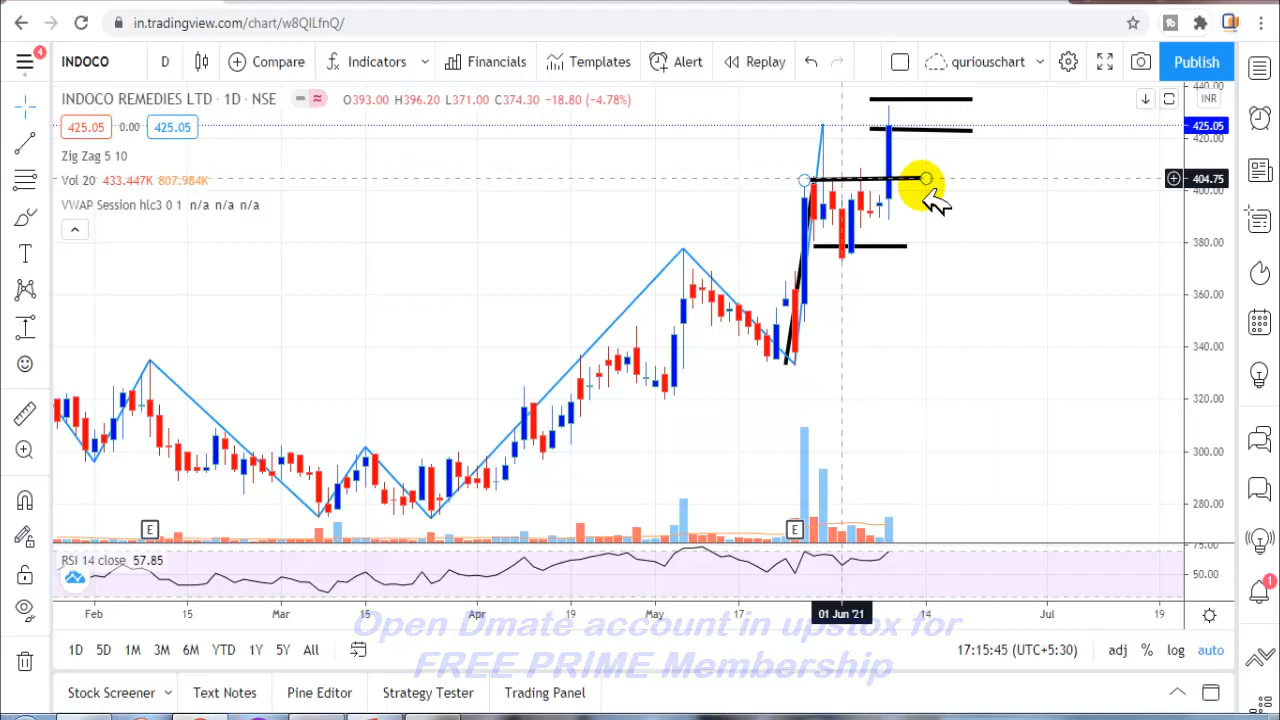 in.tradingview.com/chart/w8QILfnQ/
4
INDOCO D Compare Indicators Financials Templates Alert Replay quriouschart Publish
INDOCO REMEDIES LTD · 1D · NSE O393.00 H396.20 L371.00 C374.30 −18.80 (−4.78%)
440.00
INR
425.05 0.00 425.05
425.05
420.00
Zig Zag 5 10
Vol 20 433.447K
404.75
400.00
VWAP Session hlc3 0 1 n/a n/a n/a
380.00
360.00
340.00
320.00
300.00
280.00
E E
75.00
RSI 14 close 57.85
50.00
1
Feb 15 Mar 15 Apr 19 May 17 01 Jun '21 14 Jul 19
Open Dmate account in upstox for
1D 5D 1M 3M 6M YTD 1Y 5Y All 17:15:45 (UTC+5:30) adj % log auto
FREE PRIME Membership
Stock Screener Text Notes Pine Editor Strategy Tester Trading Panel